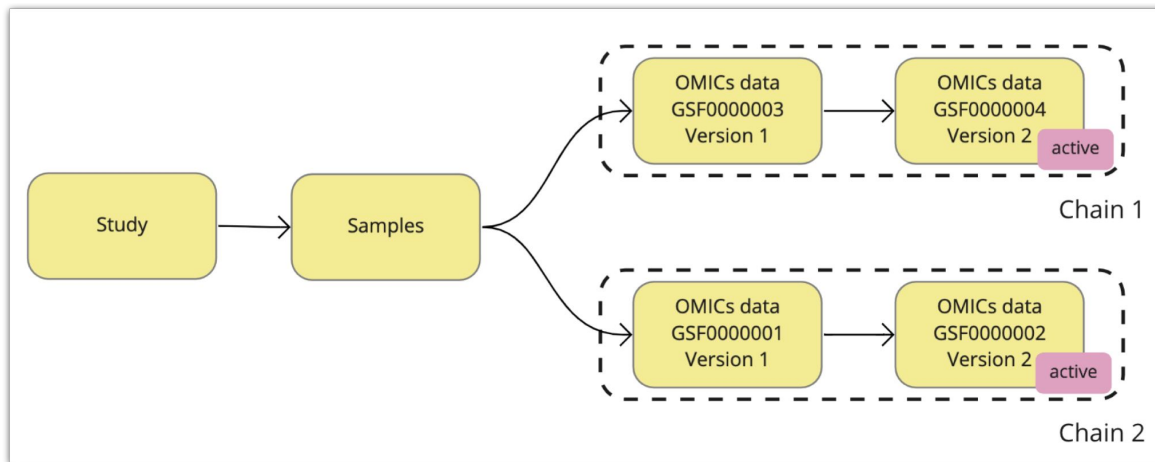 Study
Samples
OMICs data
GSF0000003
Version 1
OMICs data
GSF0000004
Version 2
active
Chain 1
OMICs data
GSF0000001
Version 1
OMICs data
GSF0000002
Version 2
active
Chain 2